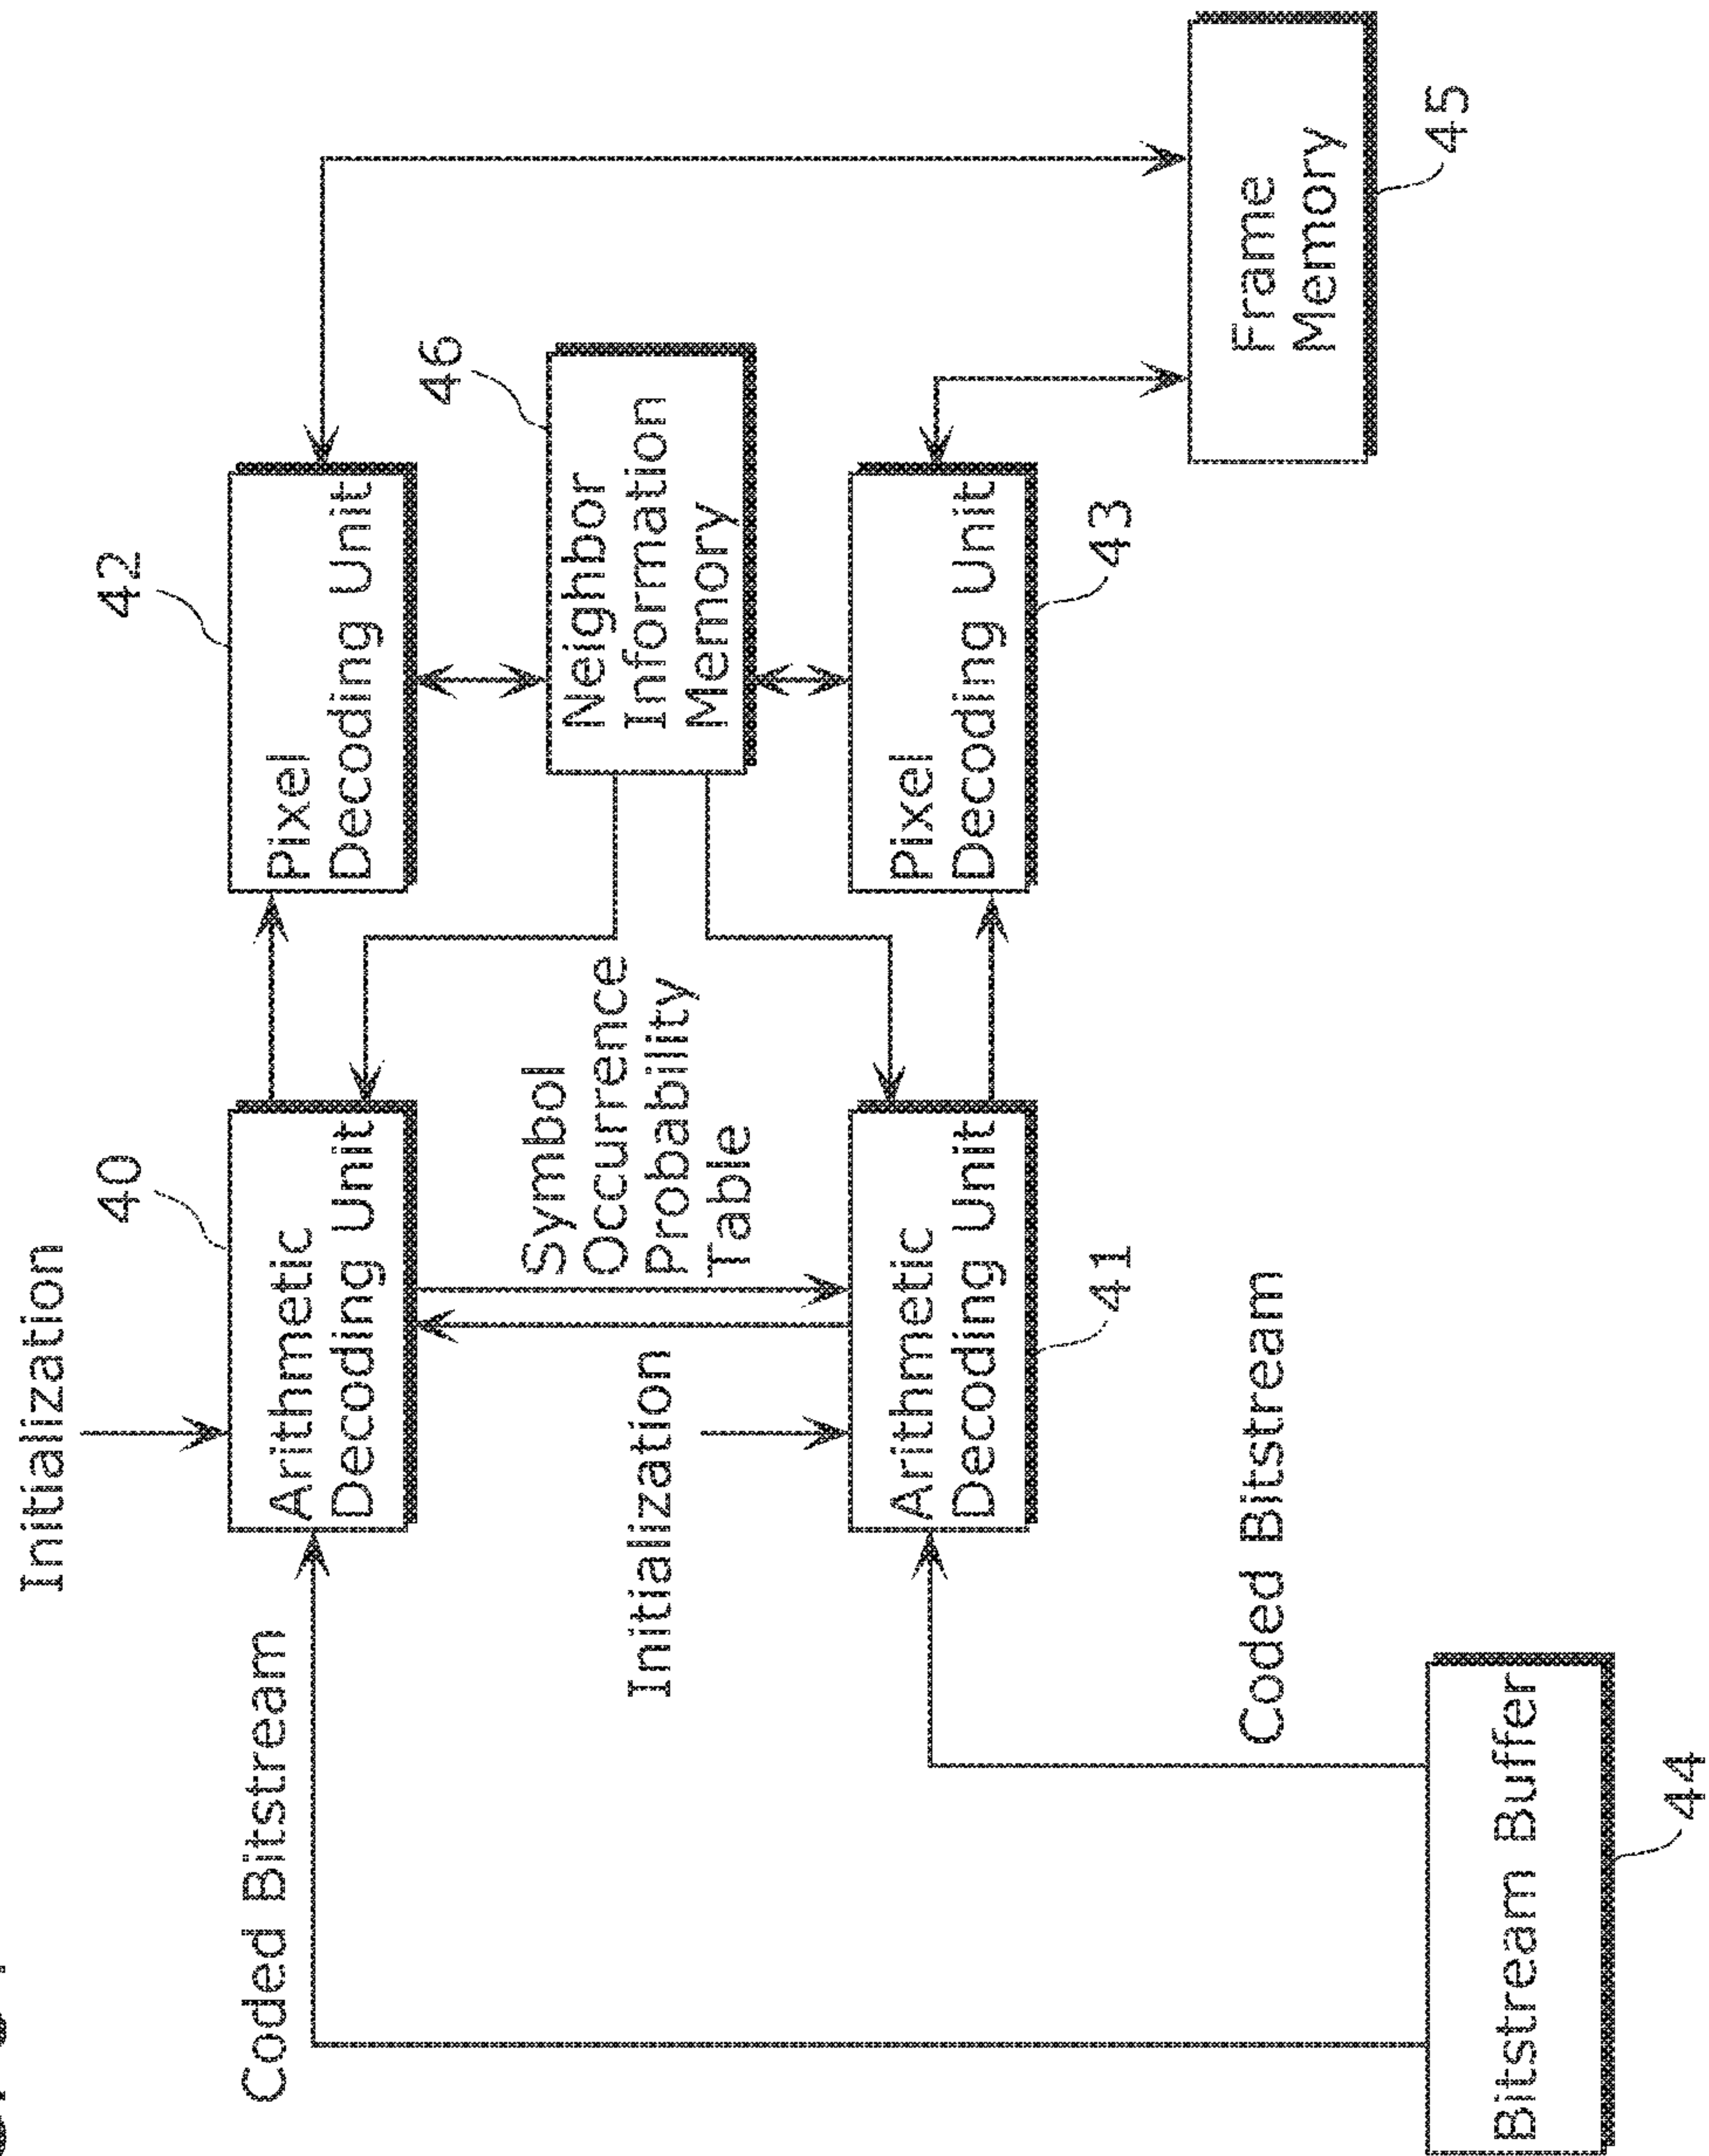 Initialization
40
Coded Bitstream
Arithmetic
Decoding Unit
42
Pixel
Decoding Unit
46
Neighbor
Information
Memory
Symbol
Occurrence
Probability
Table
Initialization
Arithmetic
Decoding Unit
41
Pixel
Decoding Unit
43
Coded Bitstream
Frame
Memory
45
Bitstream Buffer
44